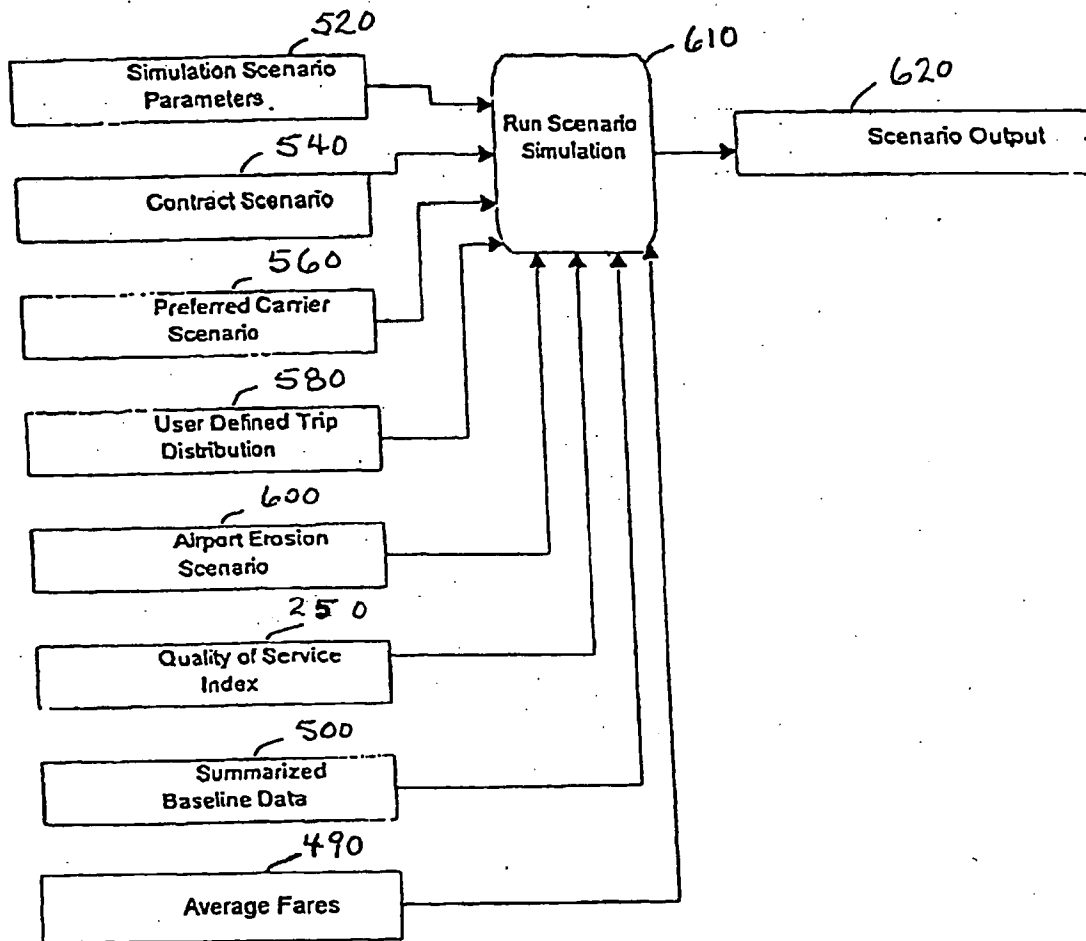 520
Simulation Scenario
Parameters.
540
Contract Scenario
560
Preferred Carrier
Scenario
580
User Defined Trip
Distribution
600
Airport Erosion
Scenario
250
Quality of Service
Index
500
Summarized
Baseline Data
490
Average Fares
610
Run Scenario
Simulation
620
Scenario Output